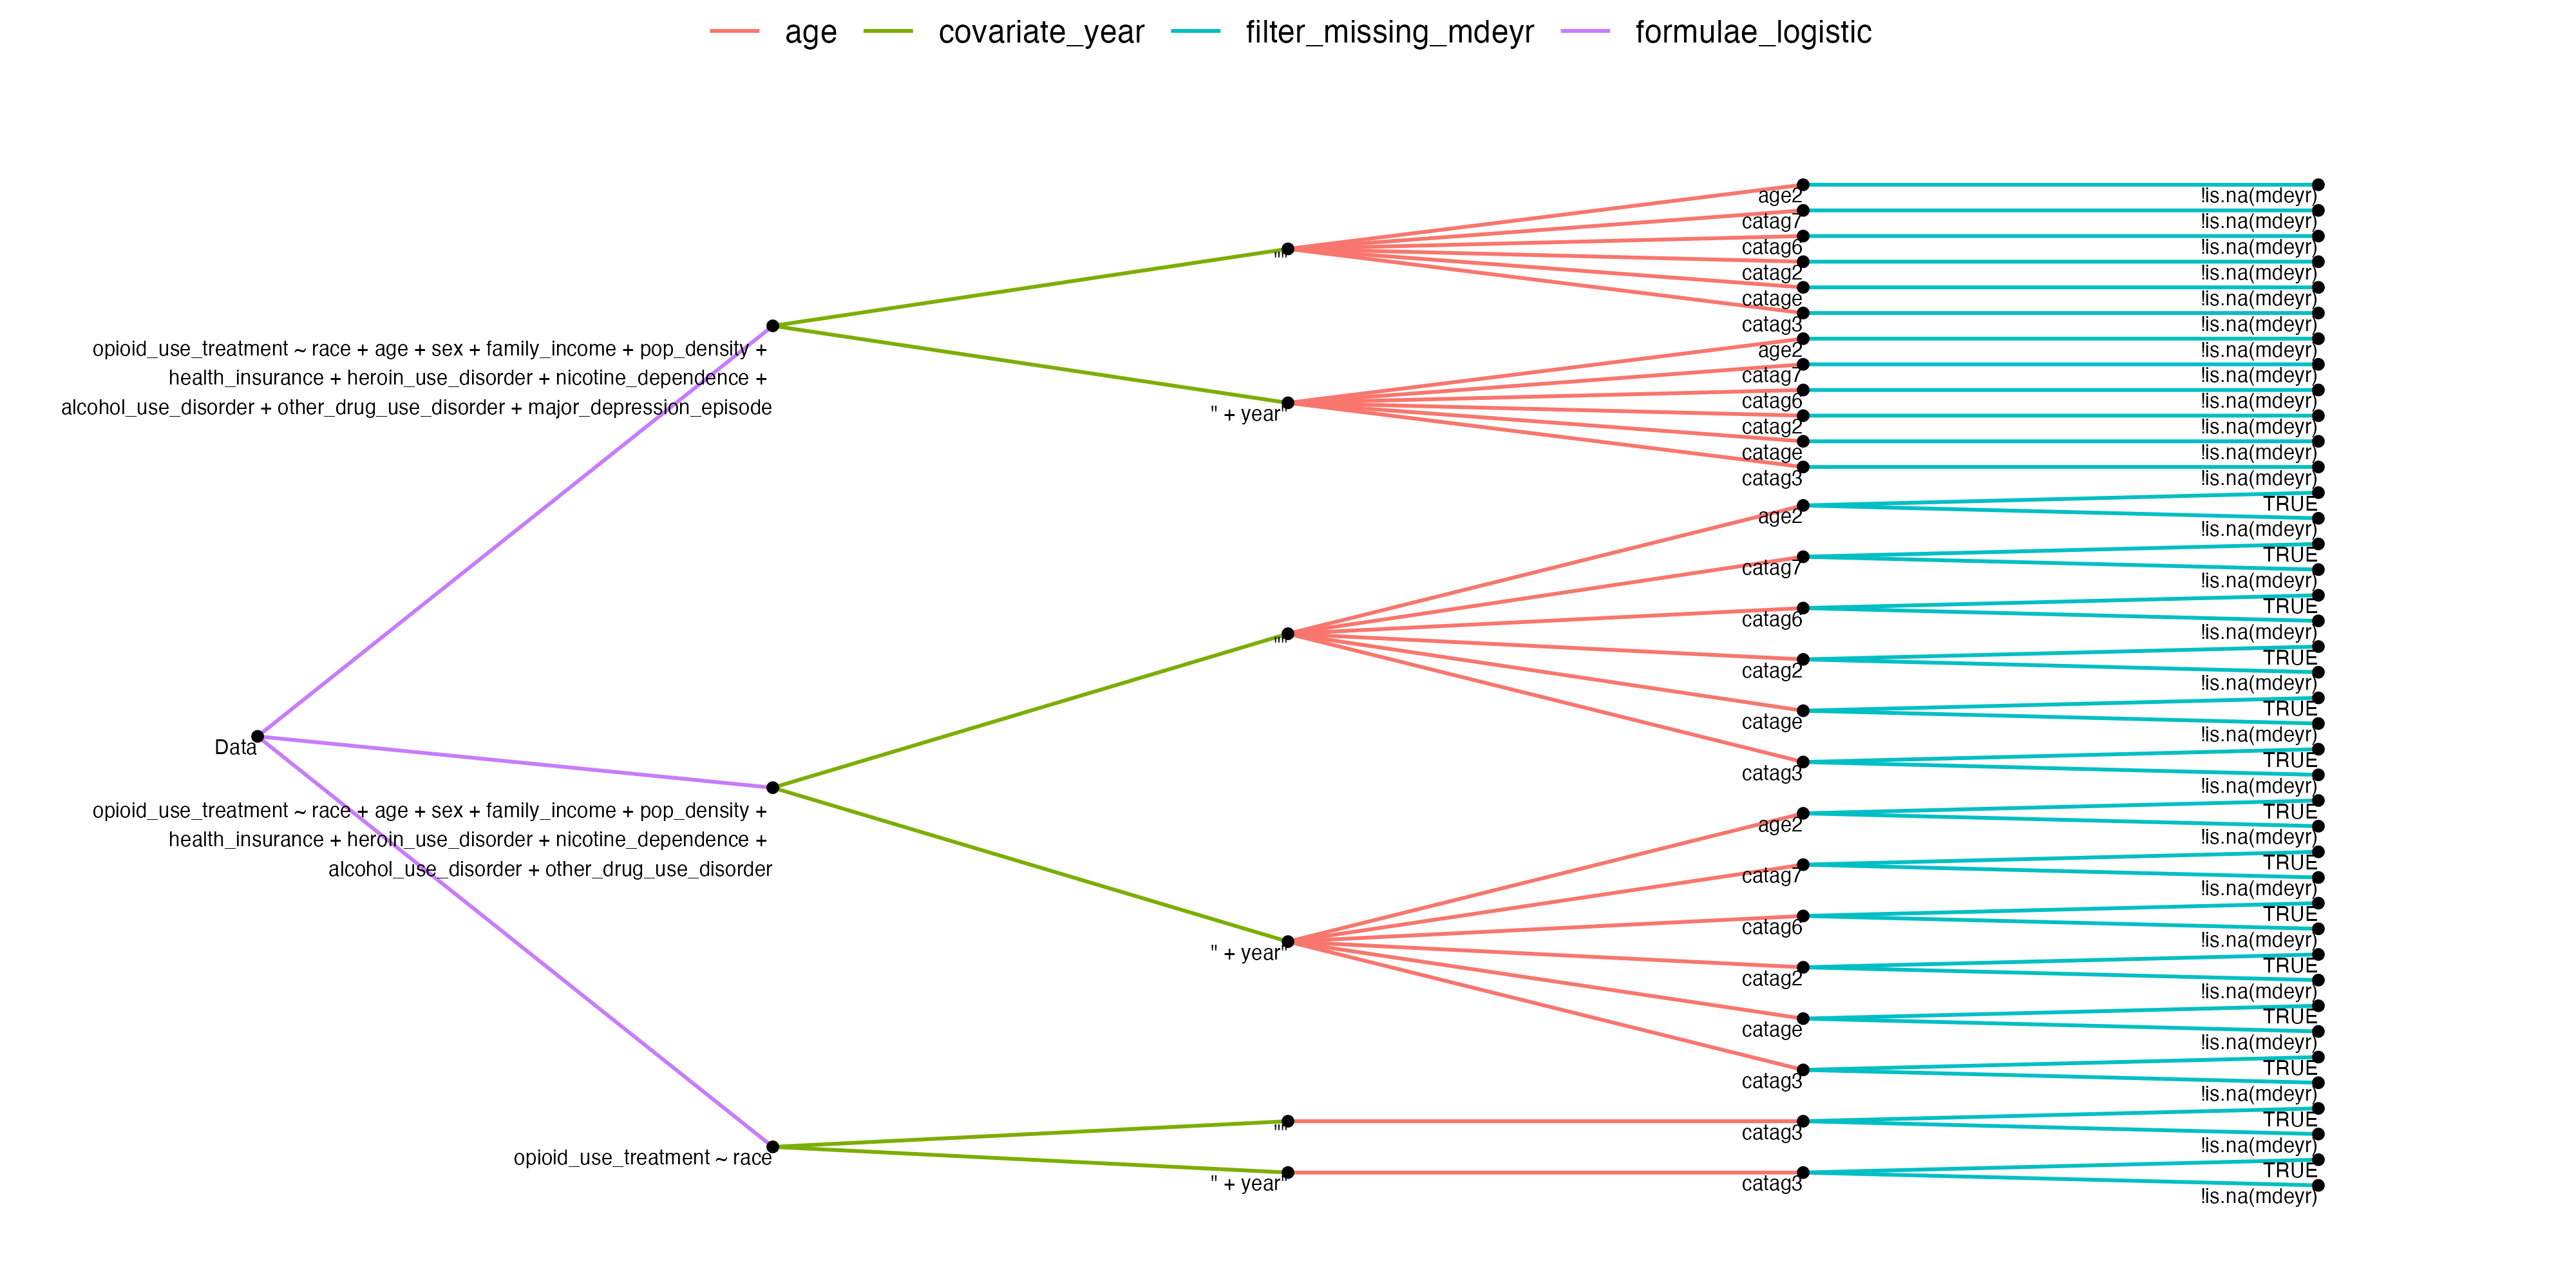 age covariate_year filter_missing_mdeyr formulae_logistic
Data
opioid_use_treatment ~ race + age + sex + family_income + pop_density +
health_insurance + heroin_use_disorder + nicotine_dependence +
alcohol_use_disorder + other_drug_use_disorder + major_depression_episode
opioid_use_treatment ~ race + age + sex + family_income + pop_density +
health_insurance + heroin_use_disorder + nicotine_dependence +
alcohol_use_disorder + other_drug_use_disorder
opioid_use_treatment ~ race
""
" + year"
""
" + year"
""
" + year"
age2
catag7
catag6
catag2
catage
catag3
age2
catag7
catag6
catag2
catage
catag3
age2
catag7
catag6
catag2
catage
catag3
age2
catag7
catag6
catag2
catage
catag3
catag3
catag3
!is.na(mdeyr)
!is.na(mdeyr)
!is.na(mdeyr)
!is.na(mdeyr)
!is.na(mdeyr)
!is.na(mdeyr)
!is.na(mdeyr)
!is.na(mdeyr)
!is.na(mdeyr)
!is.na(mdeyr)
!is.na(mdeyr)
!is.na(mdeyr)
TRUE
!is.na(mdeyr)
TRUE
!is.na(mdeyr)
TRUE
!is.na(mdeyr)
TRUE
!is.na(mdeyr)
TRUE
!is.na(mdeyr)
TRUE
!is.na(mdeyr)
TRUE
!is.na(mdeyr)
TRUE
!is.na(mdeyr)
TRUE
!is.na(mdeyr)
TRUE
!is.na(mdeyr)
TRUE
!is.na(mdeyr)
TRUE
!is.na(mdeyr)
TRUE
!is.na(mdeyr)
TRUE
!is.na(mdeyr)